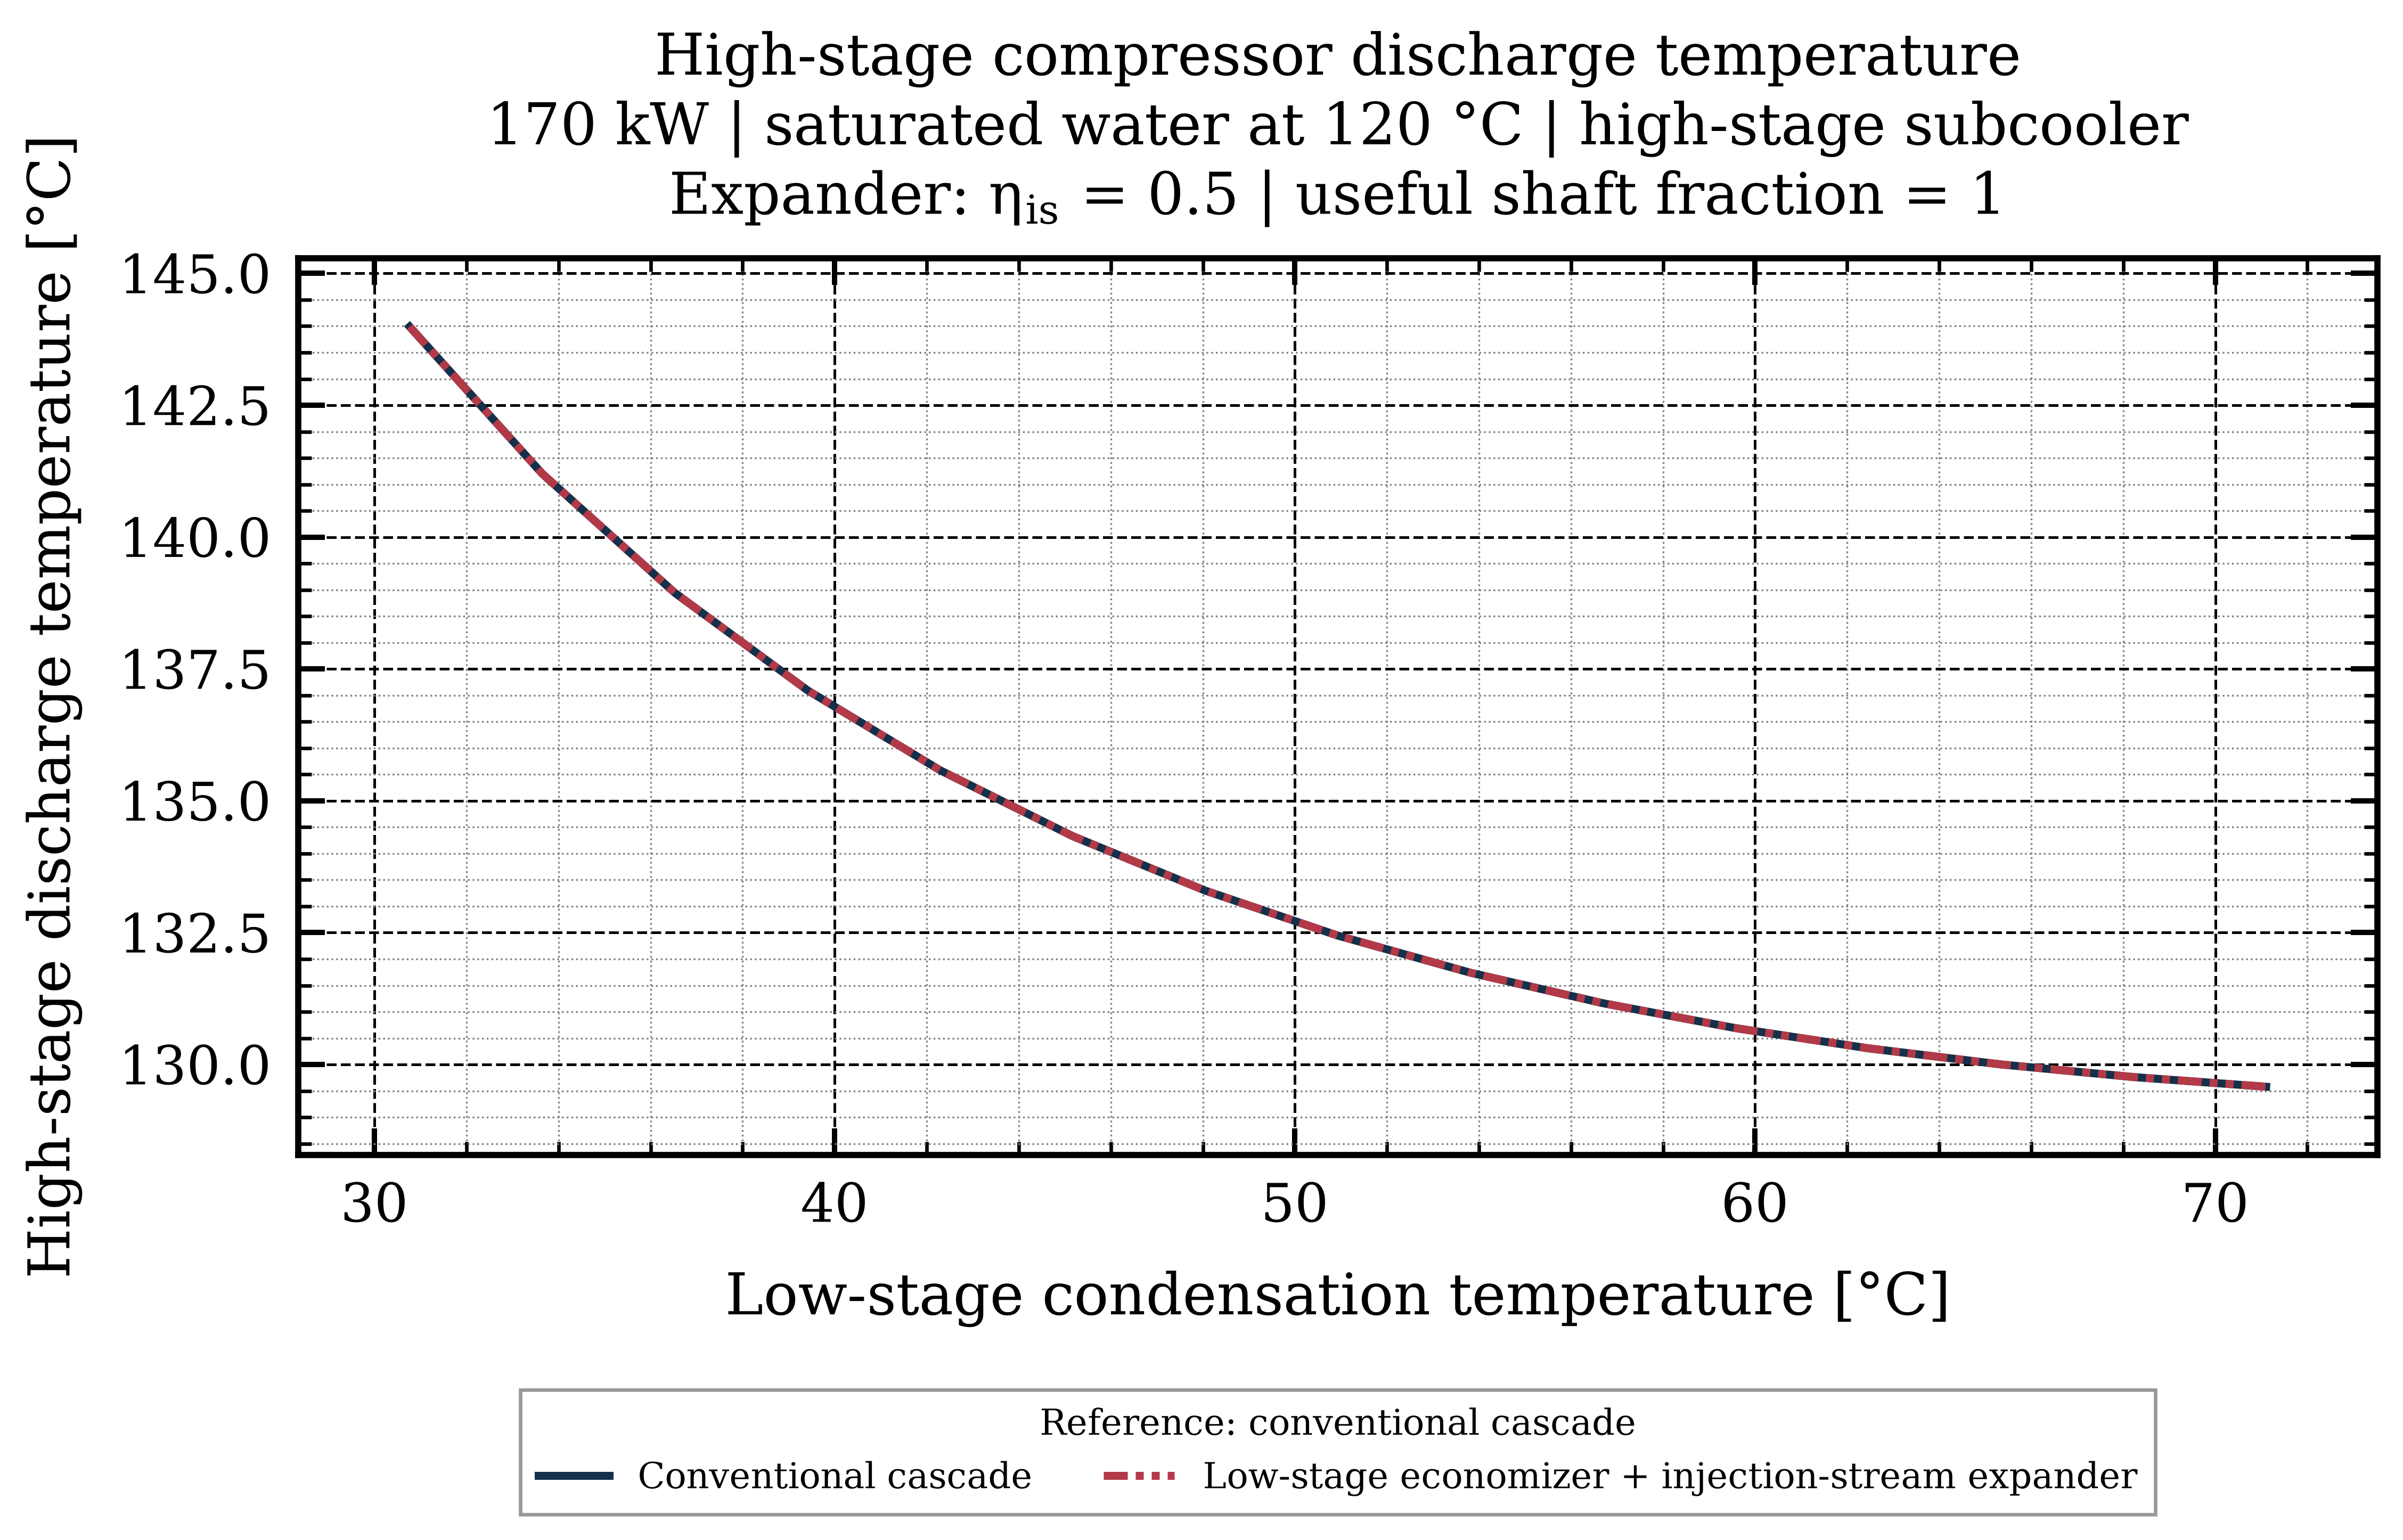 High-stage compressor discharge temperature
170 kW | saturated water at 120 °C | high-stage subcooler
Expander: ηis = 0.5 | useful shaft fraction = 1
High-stage discharge temperature [°C]
145.0
142.5
140.0
137.5
135.0
132.5
130.0
30 40 50 60 70
Low-stage condensation temperature [°C]
Reference: conventional cascade
Conventional cascade Low-stage economizer + injection-stream expander